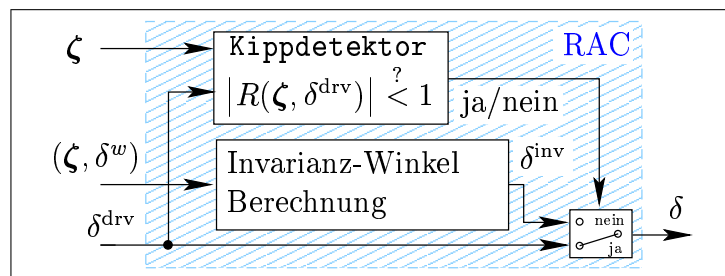 ζ
Kippdetektor
RAC
|R(ζ, δ^drv)| <^? 1
ja/nein
(ζ, δ^w)
Invarianz-Winkel
Berechnung
δ^inv
δ^drv
nein
ja
δ